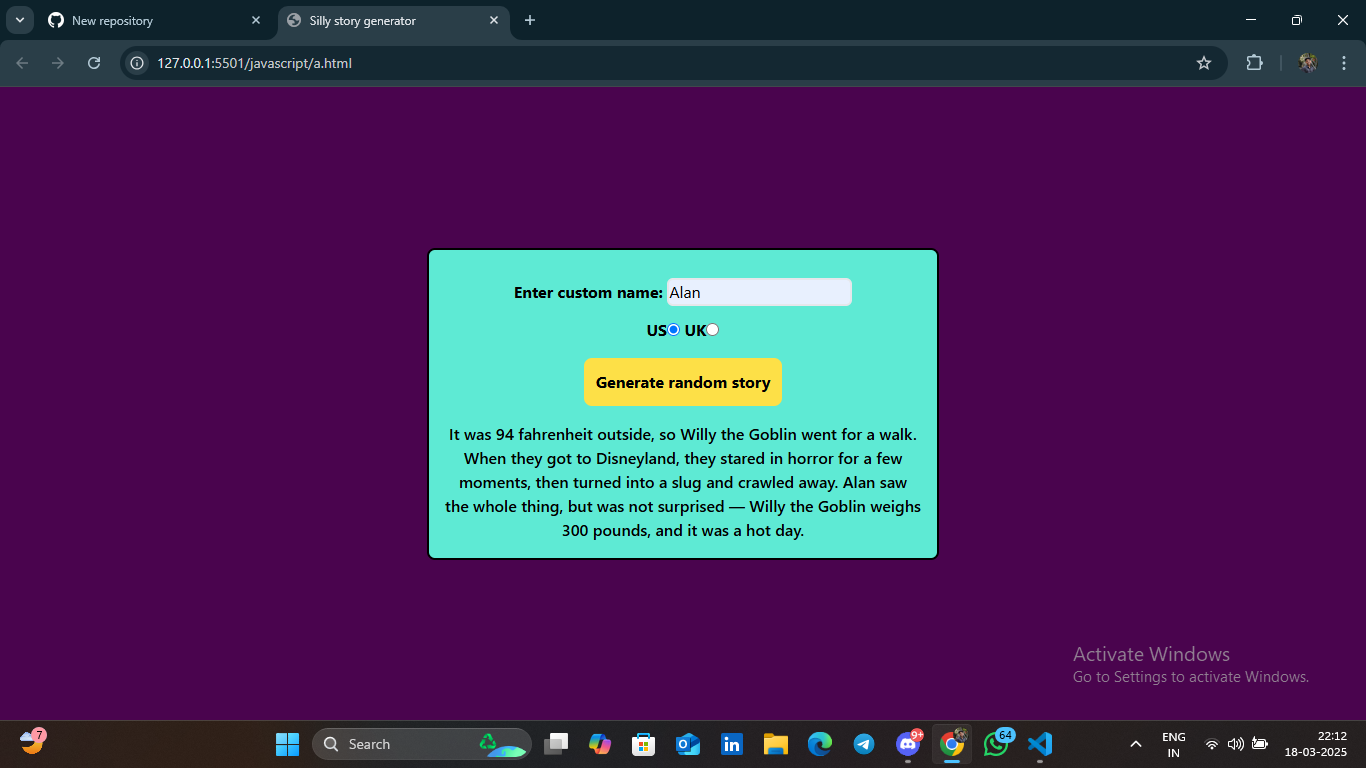 New repository
Silly story generator
127.0.0.1:5501/javascript/a.html
Enter custom name: Alan
US UK
Generate random story
It was 94 fahrenheit outside, so Willy the Goblin went for a walk.
When they got to Disneyland, they stared in horror for a few
moments, then turned into a slug and crawled away. Alan saw
the whole thing, but was not surprised — Willy the Goblin weighs
300 pounds, and it was a hot day.
Activate Windows
Go to Settings to activate Windows.
7
Search
9+
64
ENG
IN
22:12
18-03-2025